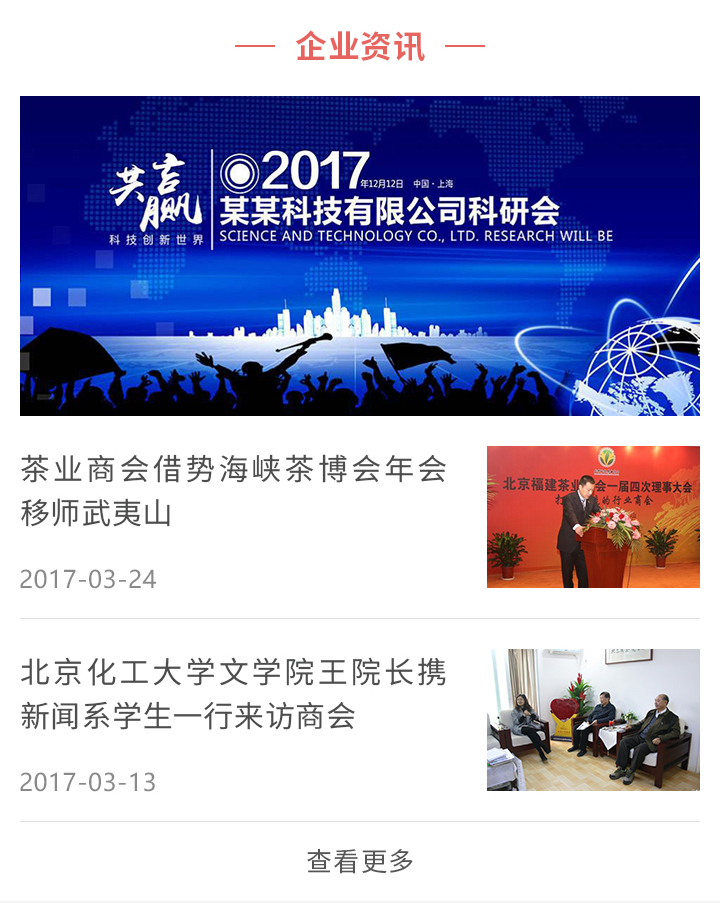 企业资讯
共赢
科技创新世界
2017年12月12日 中国·上海
某某科技有限公司科研会
SCIENCE AND TECHNOLOGY CO., LTD. RESEARCH WILL BE
茶业商会借势海峡茶博会年会
移师武夷山
2017-03-24
北京福建茶业 会一届四次理事大会
的行业商会
北京化工大学文学院王院长携
新闻系学生一行来访商会
2017-03-13
查看更多